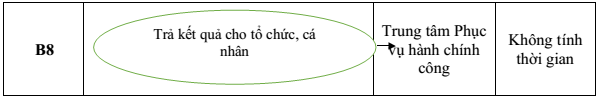 B8
Trả kết quả cho tổ chức, cá
nhân
Trung tâm Phục
vụ hành chính
công
Không tính
thời gian